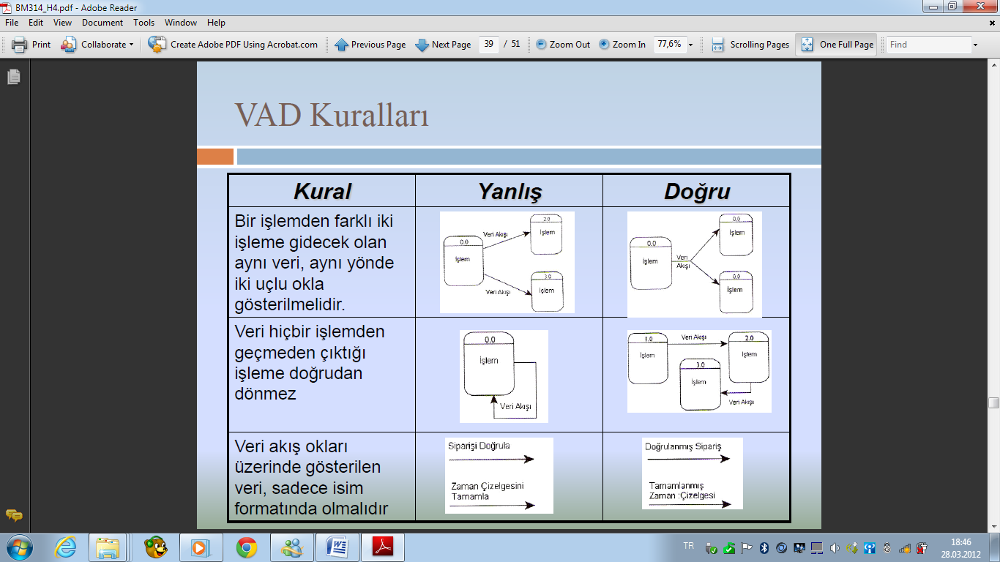 BM314_H4.pdf - Adobe Reader
File Edit View Document Tools Window Help
Print Collaborate Create Adobe PDF Using Acrobat.com Previous Page Next Page 39 / 51 Zoom Out Zoom In 77,6% Scrolling Pages One Full Page Find
VAD Kuralları
Kural Yanlış Doğru
Bir işlemden farklı iki
işleme gidecek olan
aynı veri, aynı yönde
iki uçlu okla
gösterilmelidir.
2.0
İşlem
Veri Akışı
0.0
İşlem
3.0
İşlem
Veri Akışı
0.0
İşlem
0.0
İşlem
Veri
Akışı
0.0
İşlem
Veri hiçbir işlemden
geçmeden çıktığı
işleme doğrudan
dönmez
0.0
İşlem
Veri Akışı
1.0
İşlem
Veri Akışı
2.0
İşlem
3.0
İşlem
Veri Akışı
Veri akış okları
üzerinde gösterilen
veri, sadece isim
formatında olmalıdır
Siparişi Doğrula
Zaman Çizelgesini
Tamamla
Doğrulanmış Sipariş
Tamamlanmış
Zaman :Çizelgesi
TR
18:46
28.03.2012